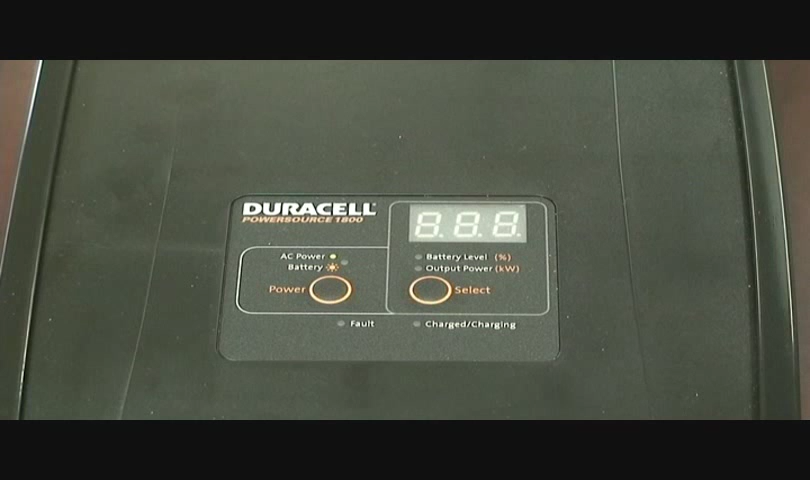 DURACELL
POWERSOURCE 1800
8.8.8
AC Power
Battery
Power
Battery Level (%)
Output Power (kW)
Select
Fault
Charged/Charging